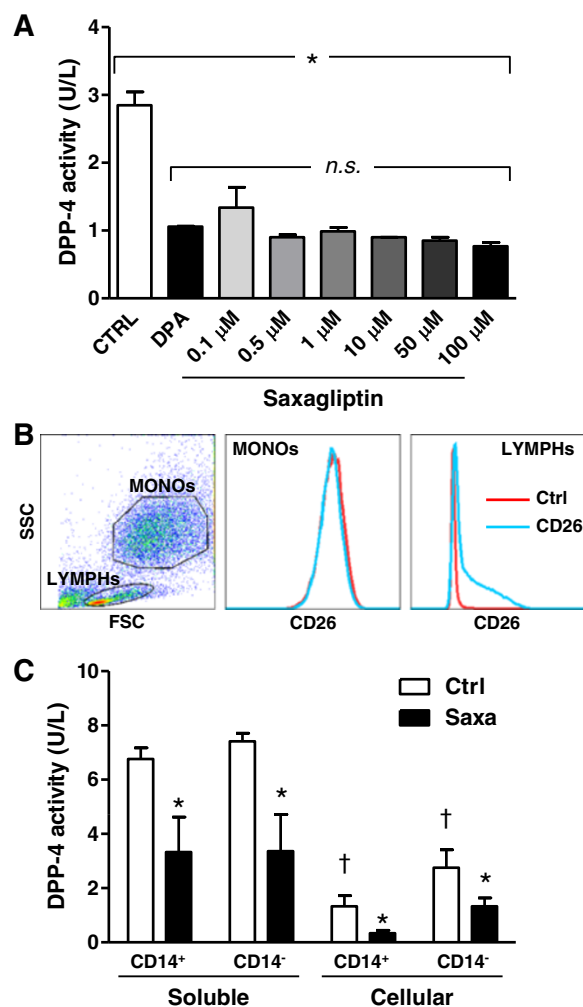 A
DPP-4 activity (U/L)
4
3
2
1
0
*
n.s.
CTRL
DPA
0.1 µM
0.5 µM
1 µM
10 µM
50 µM
100 µM
Saxagliptin
B
SSC
MONOs
LYMPHs
FSC
MONOs
CD26
LYMPHs
Ctrl
CD26
CD26
C
DPP-4 activity (U/L)
10
8
6
4
2
0
Ctrl
Saxa
* * † * † *
CD14⁺ CD14⁻ CD14⁺ CD14⁻
Soluble Cellular